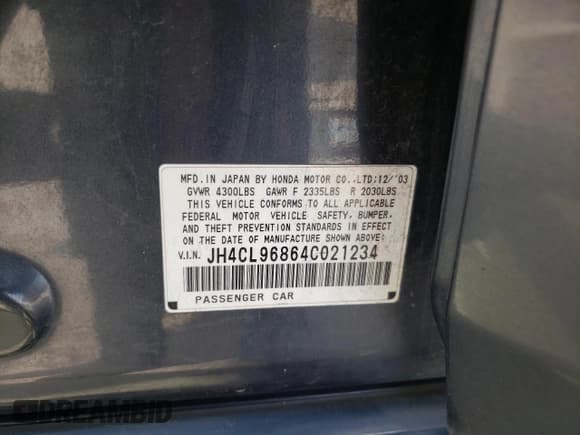 MFD. IN JAPAN BY HONDA MOTOR CO.,LTD:12/'03
GVWR 4300LBS GAWR F 2335LBS R 2030LBS
THIS VEHICLE CONFORMS TO ALL APPLICABLE
FEDERAL MOTOR VEHICLE SAFETY, BUMPER,
AND THEFT PREVENTION STANDARDS IN EFFECT
ON THE DATE OF MANUFACTURE SHOWN ABOVE:
V.I.N. JH4CL96864C021234
PASSENGER CAR
DREAMBID